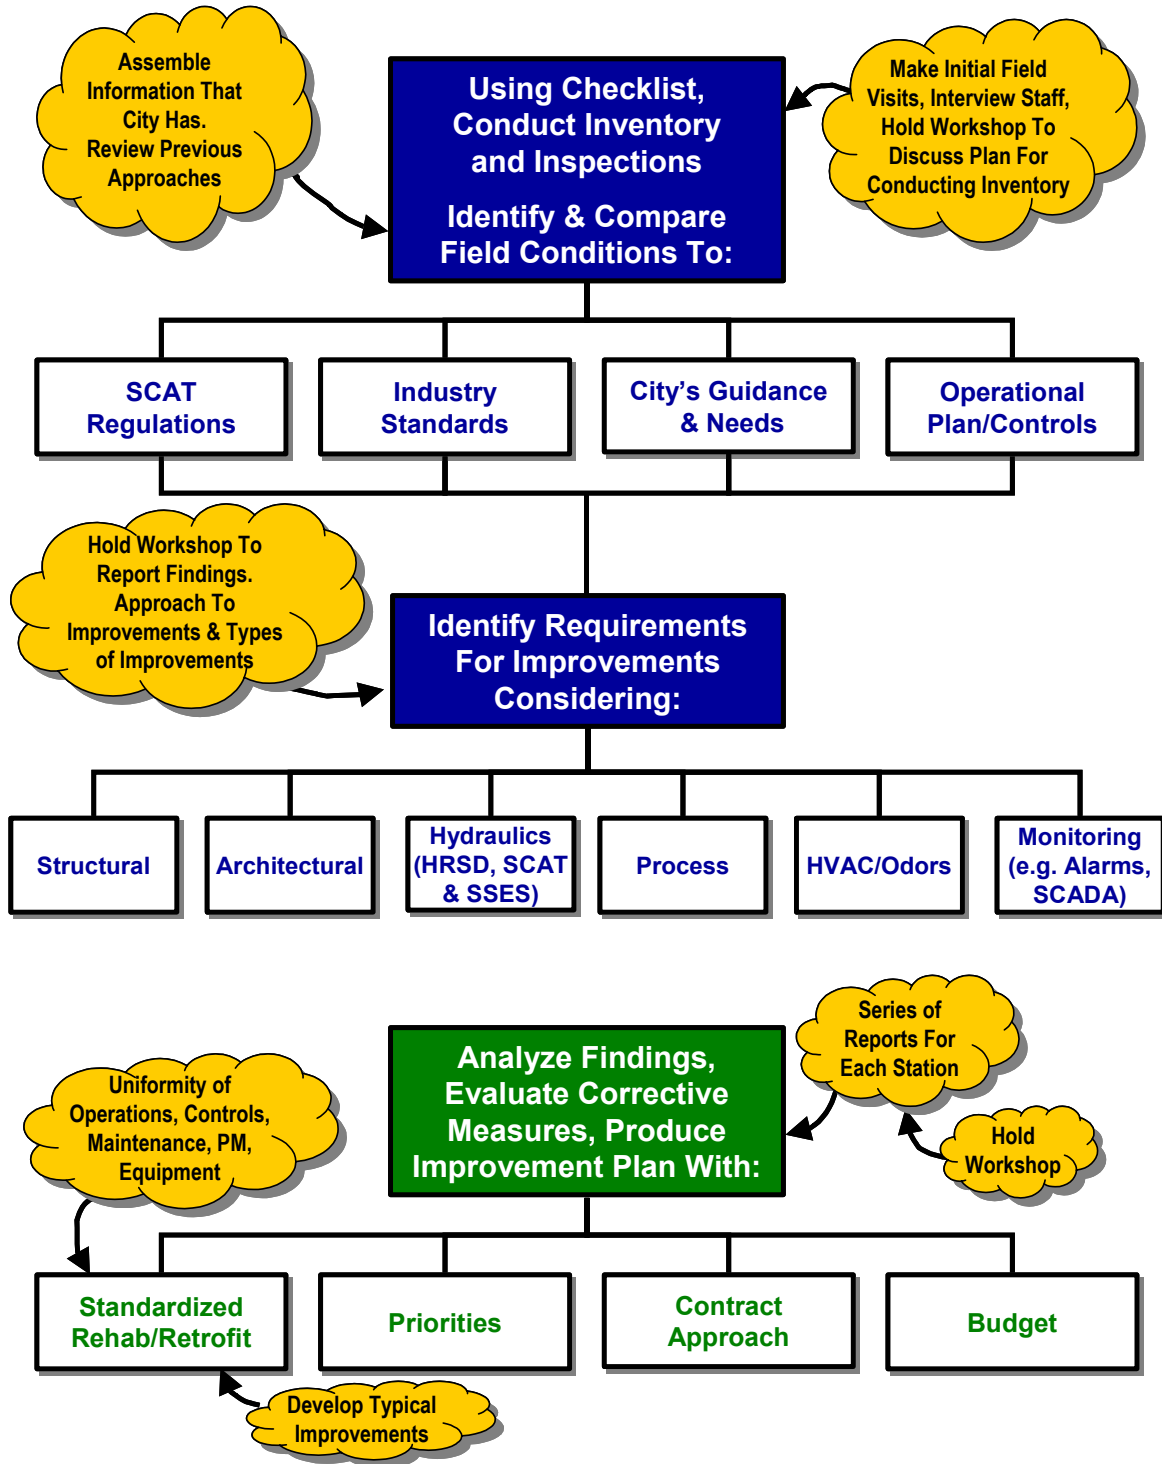 Assemble
Information That
City Has.
Review Previous
Approaches
Using Checklist,
Conduct Inventory
and Inspections
Identify & Compare
Field Conditions To:
Make Initial Field
Visits, Interview Staff,
Hold Workshop To
Discuss Plan For
Conducting Inventory
SCAT
Regulations
Industry
Standards
City’s Guidance
& Needs
Operational
Plan/Controls
Hold Workshop To
Report Findings.
Approach To
Improvements & Types
of Improvements
Identify Requirements
For Improvements
Considering:
Structural
Architectural
Hydraulics
(HRSD, SCAT
& SSES)
Process
HVAC/Odors
Monitoring
(e.g. Alarms,
SCADA)
Series of
Reports For
Each Station
Analyze Findings,
Evaluate Corrective
Measures, Produce
Improvement Plan With:
Hold
Workshop
Uniformity of
Operations, Controls,
Maintenance, PM,
Equipment
Standardized
Rehab/Retrofit
Priorities
Contract
Approach
Budget
Develop Typical
Improvements